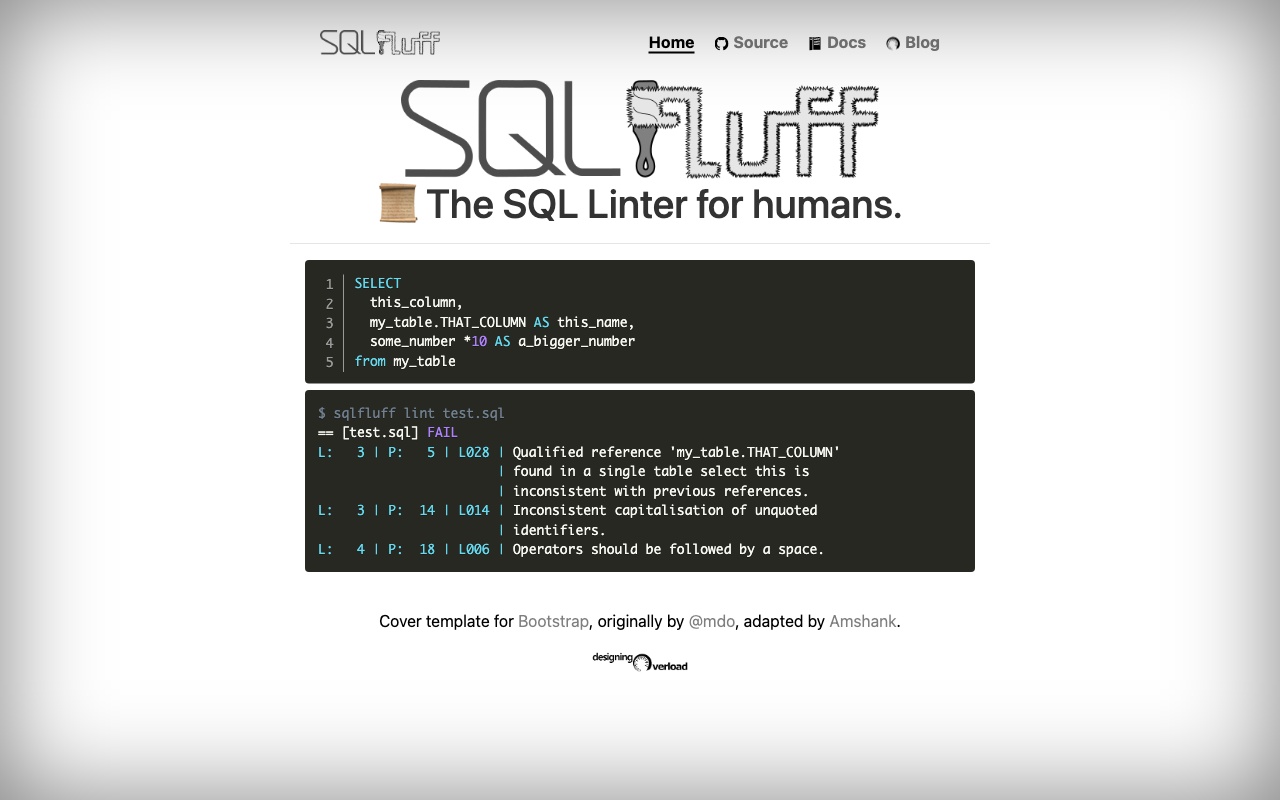 SQLfluff
Home Source Docs Blog
SQLfluff
The SQL Linter for humans.
1 SELECT
2 this_column,
3 my_table.THAT_COLUMN AS this_name,
4 some_number *10 AS a_bigger_number
5 from my_table
$ sqlfluff lint test.sql
== [test.sql] FAIL
L:   3 | P:   5 | L028 | Qualified reference 'my_table.THAT_COLUMN'
| found in a single table select this is
| inconsistent with previous references.
L:   3 | P:  14 | L014 | Inconsistent capitalisation of unquoted
| identifiers.
L:   4 | P:  18 | L006 | Operators should be followed by a space.
Cover template for Bootstrap, originally by @mdo, adapted by Amshank.
designing Overload